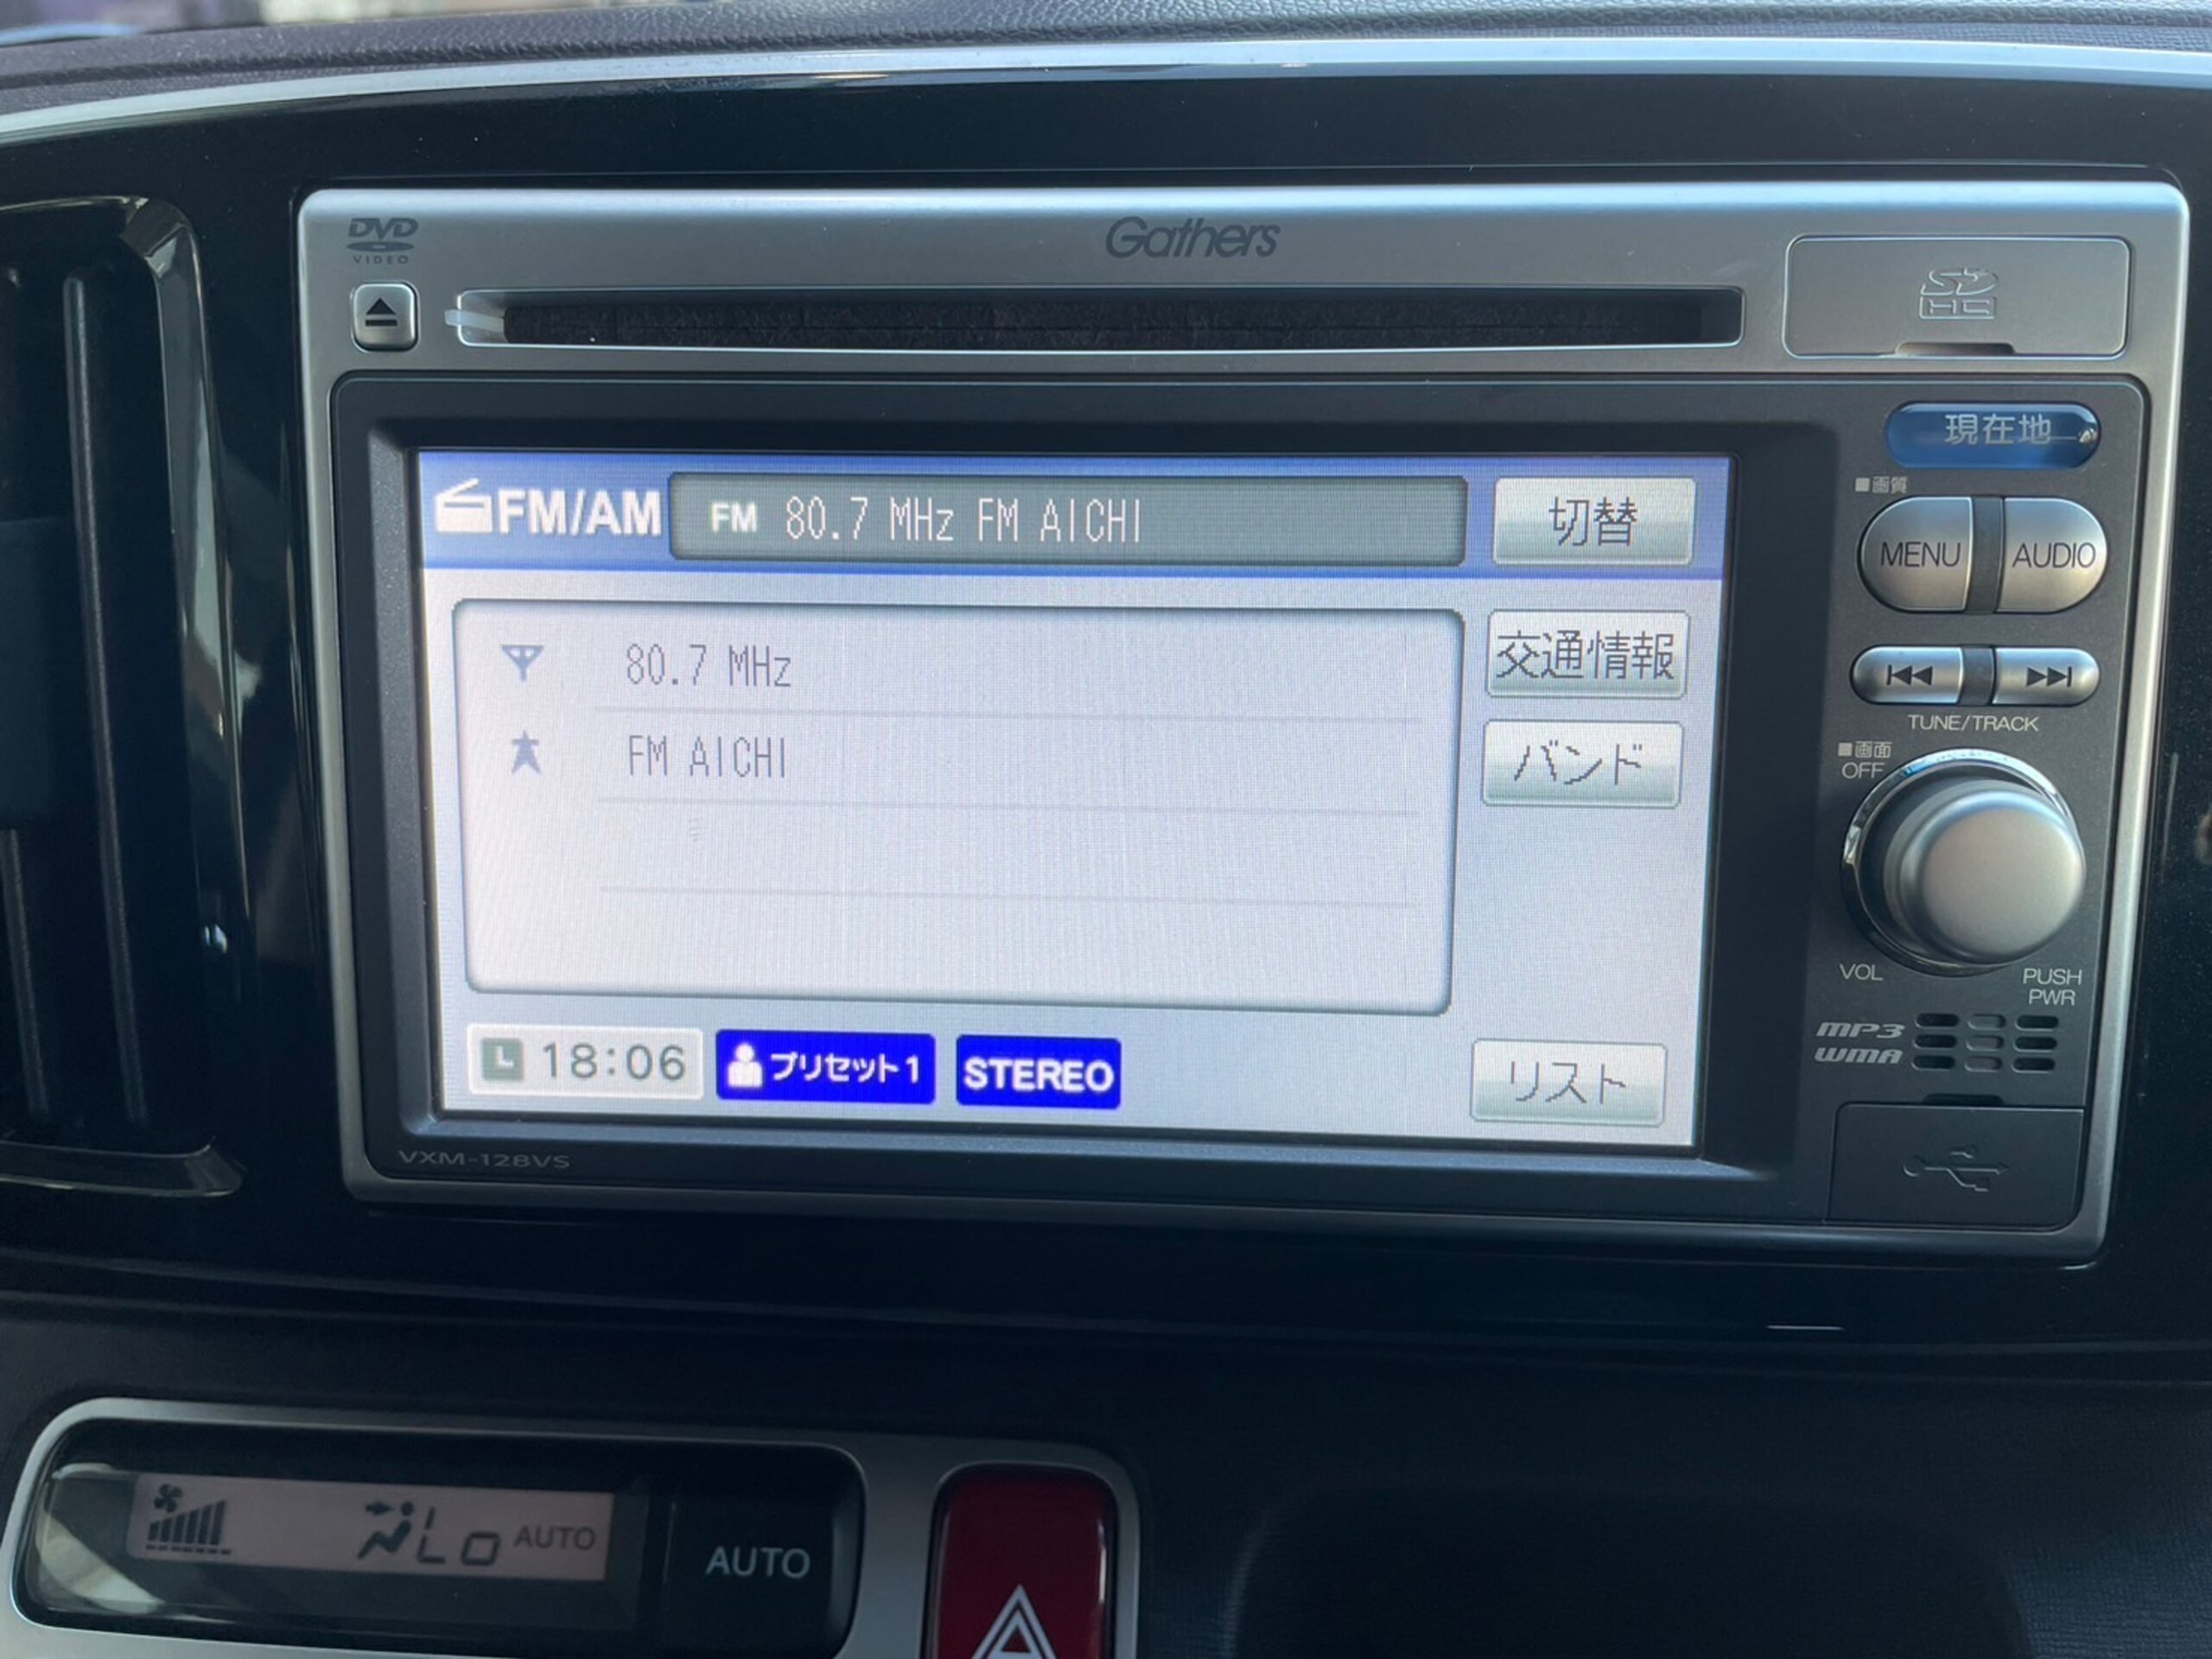 DVD VIDEO
Gathers
SD HC
現在地
■画質
MENU AUDIO
FM/AM FM 80.7 MHz FM AICHI 切替
80.7 MHz 交通情報
FM AICHI バンド
TUNE/TRACK
■画面 OFF
VOL PUSH PWR
MP3
WMA
18:06 プリセット1 STEREO リスト
VXM-128VS
Lo AUTO AUTO